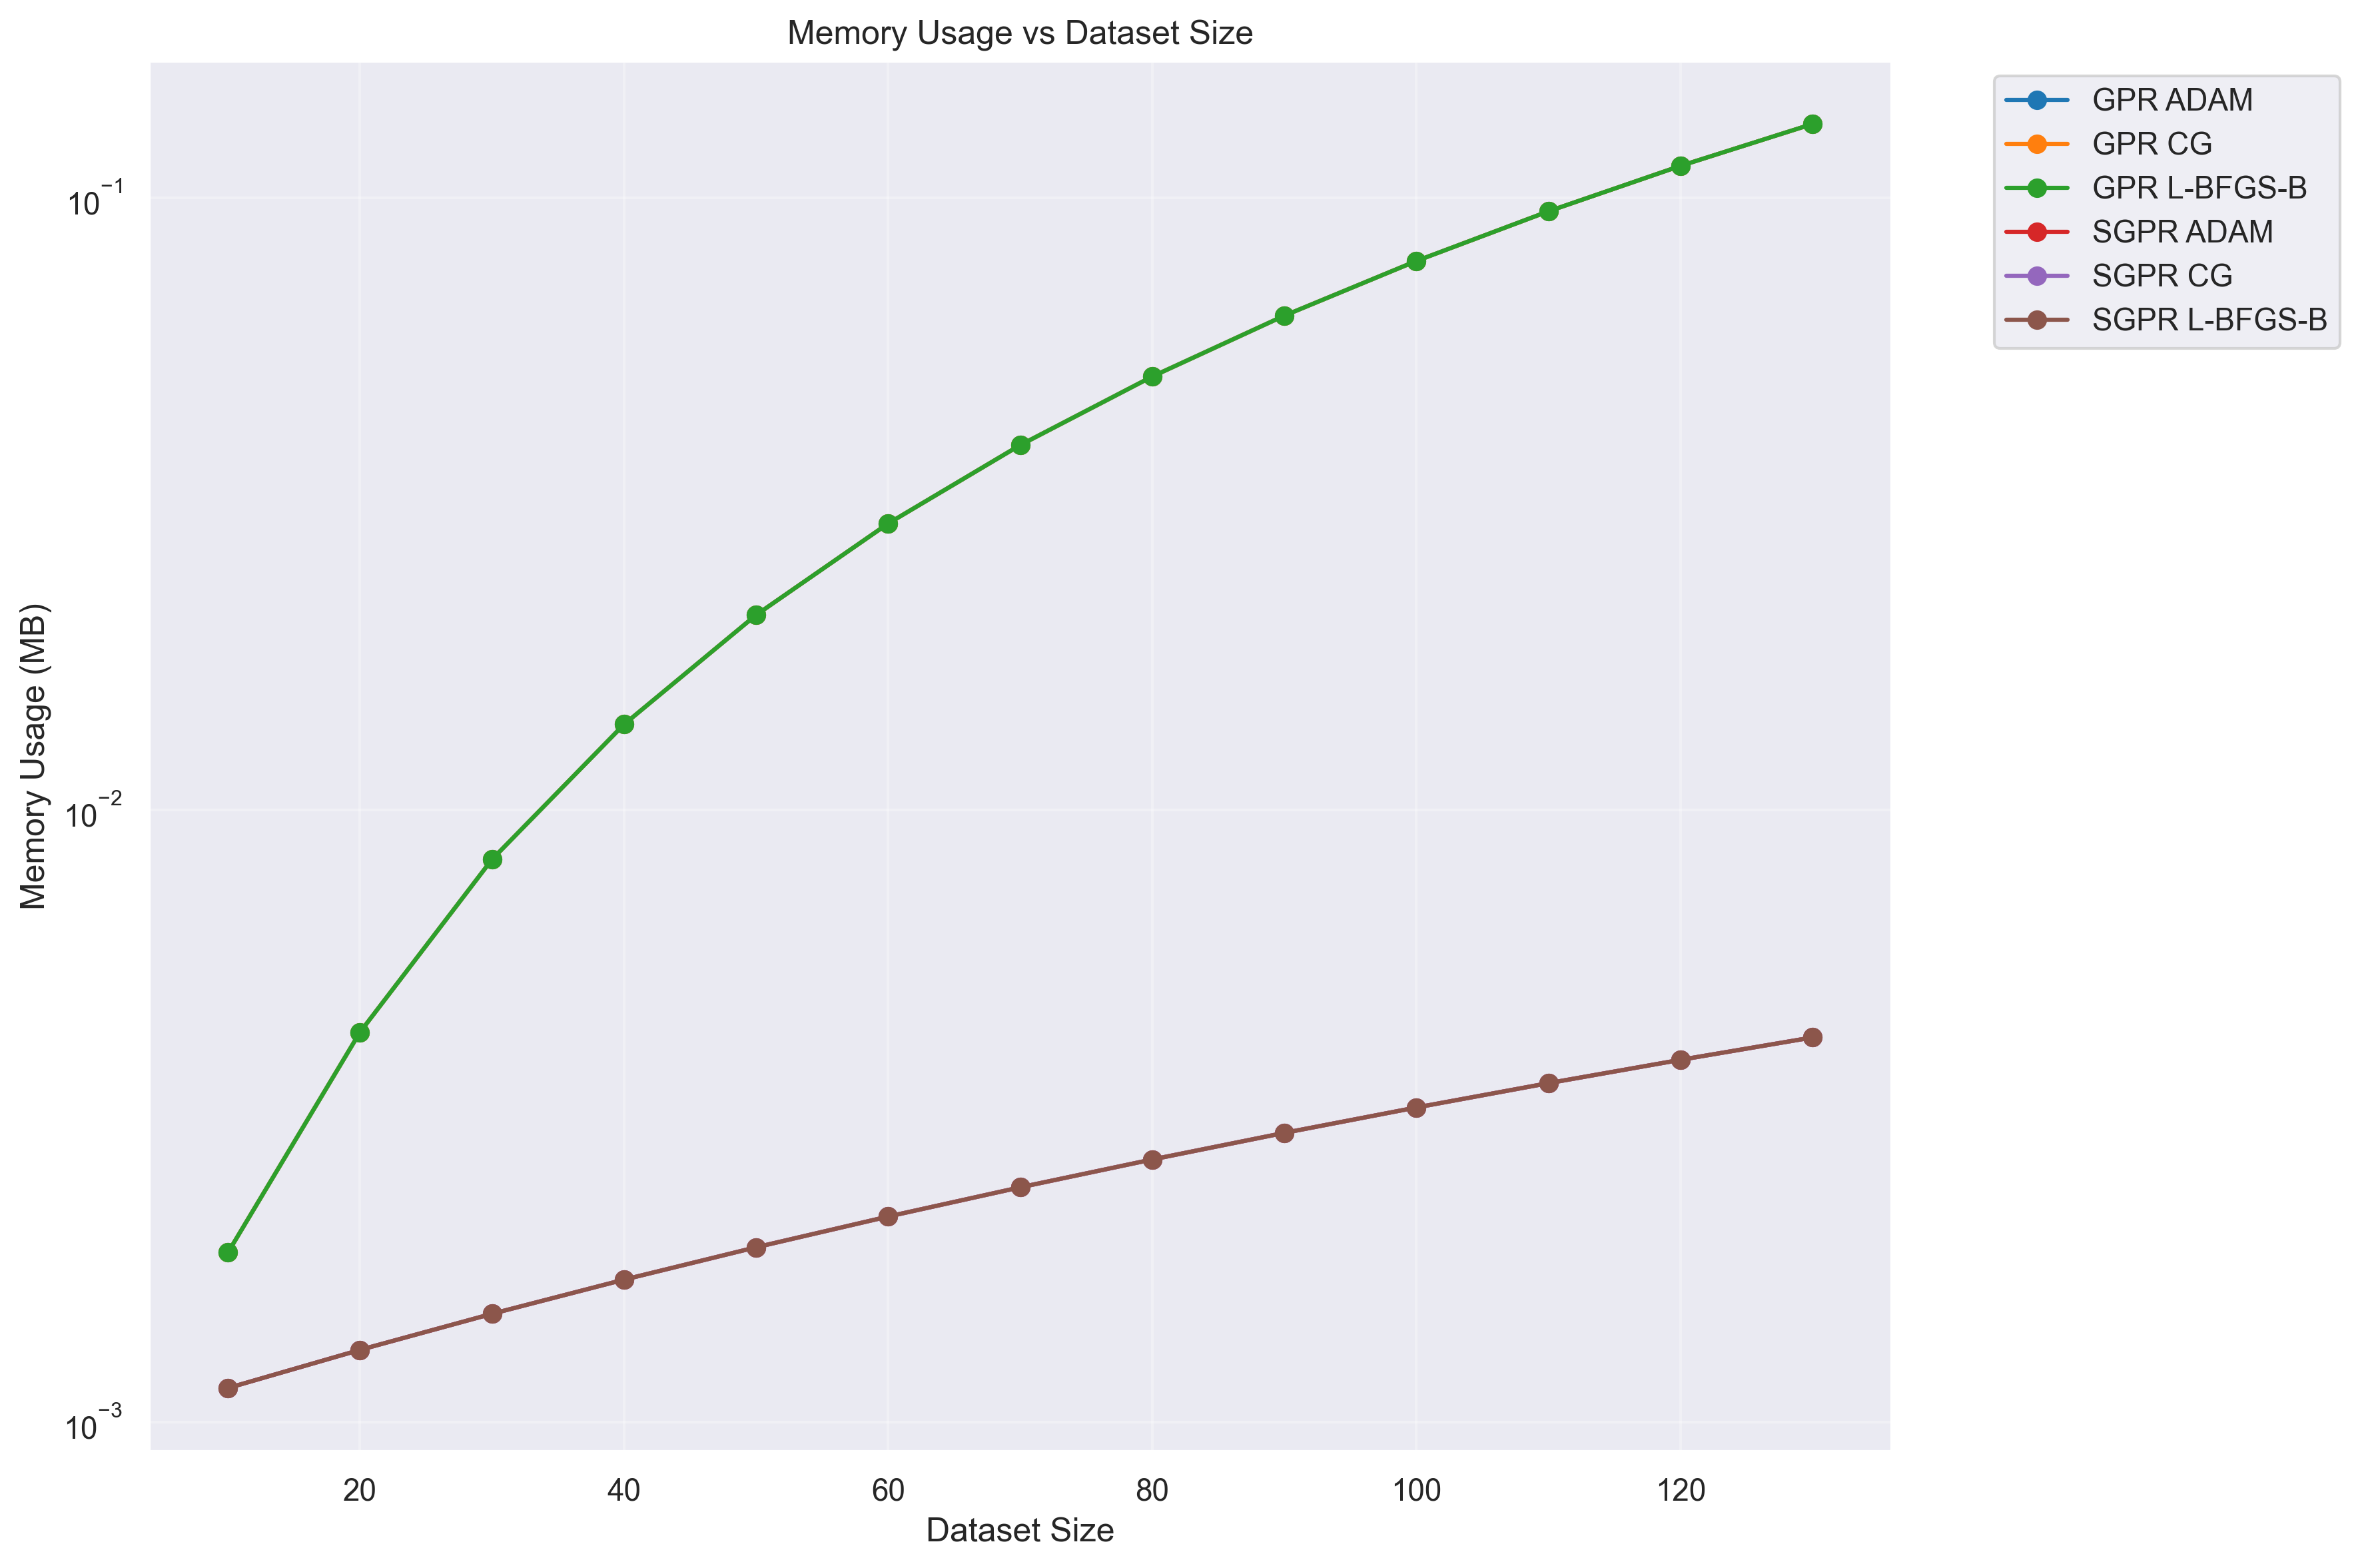 Memory Usage vs Dataset Size
Memory Usage (MB)
10⁻¹
10⁻²
10⁻³
20 40 60 80 100 120
Dataset Size
GPR ADAM
GPR CG
GPR L-BFGS-B
SGPR ADAM
SGPR CG
SGPR L-BFGS-B